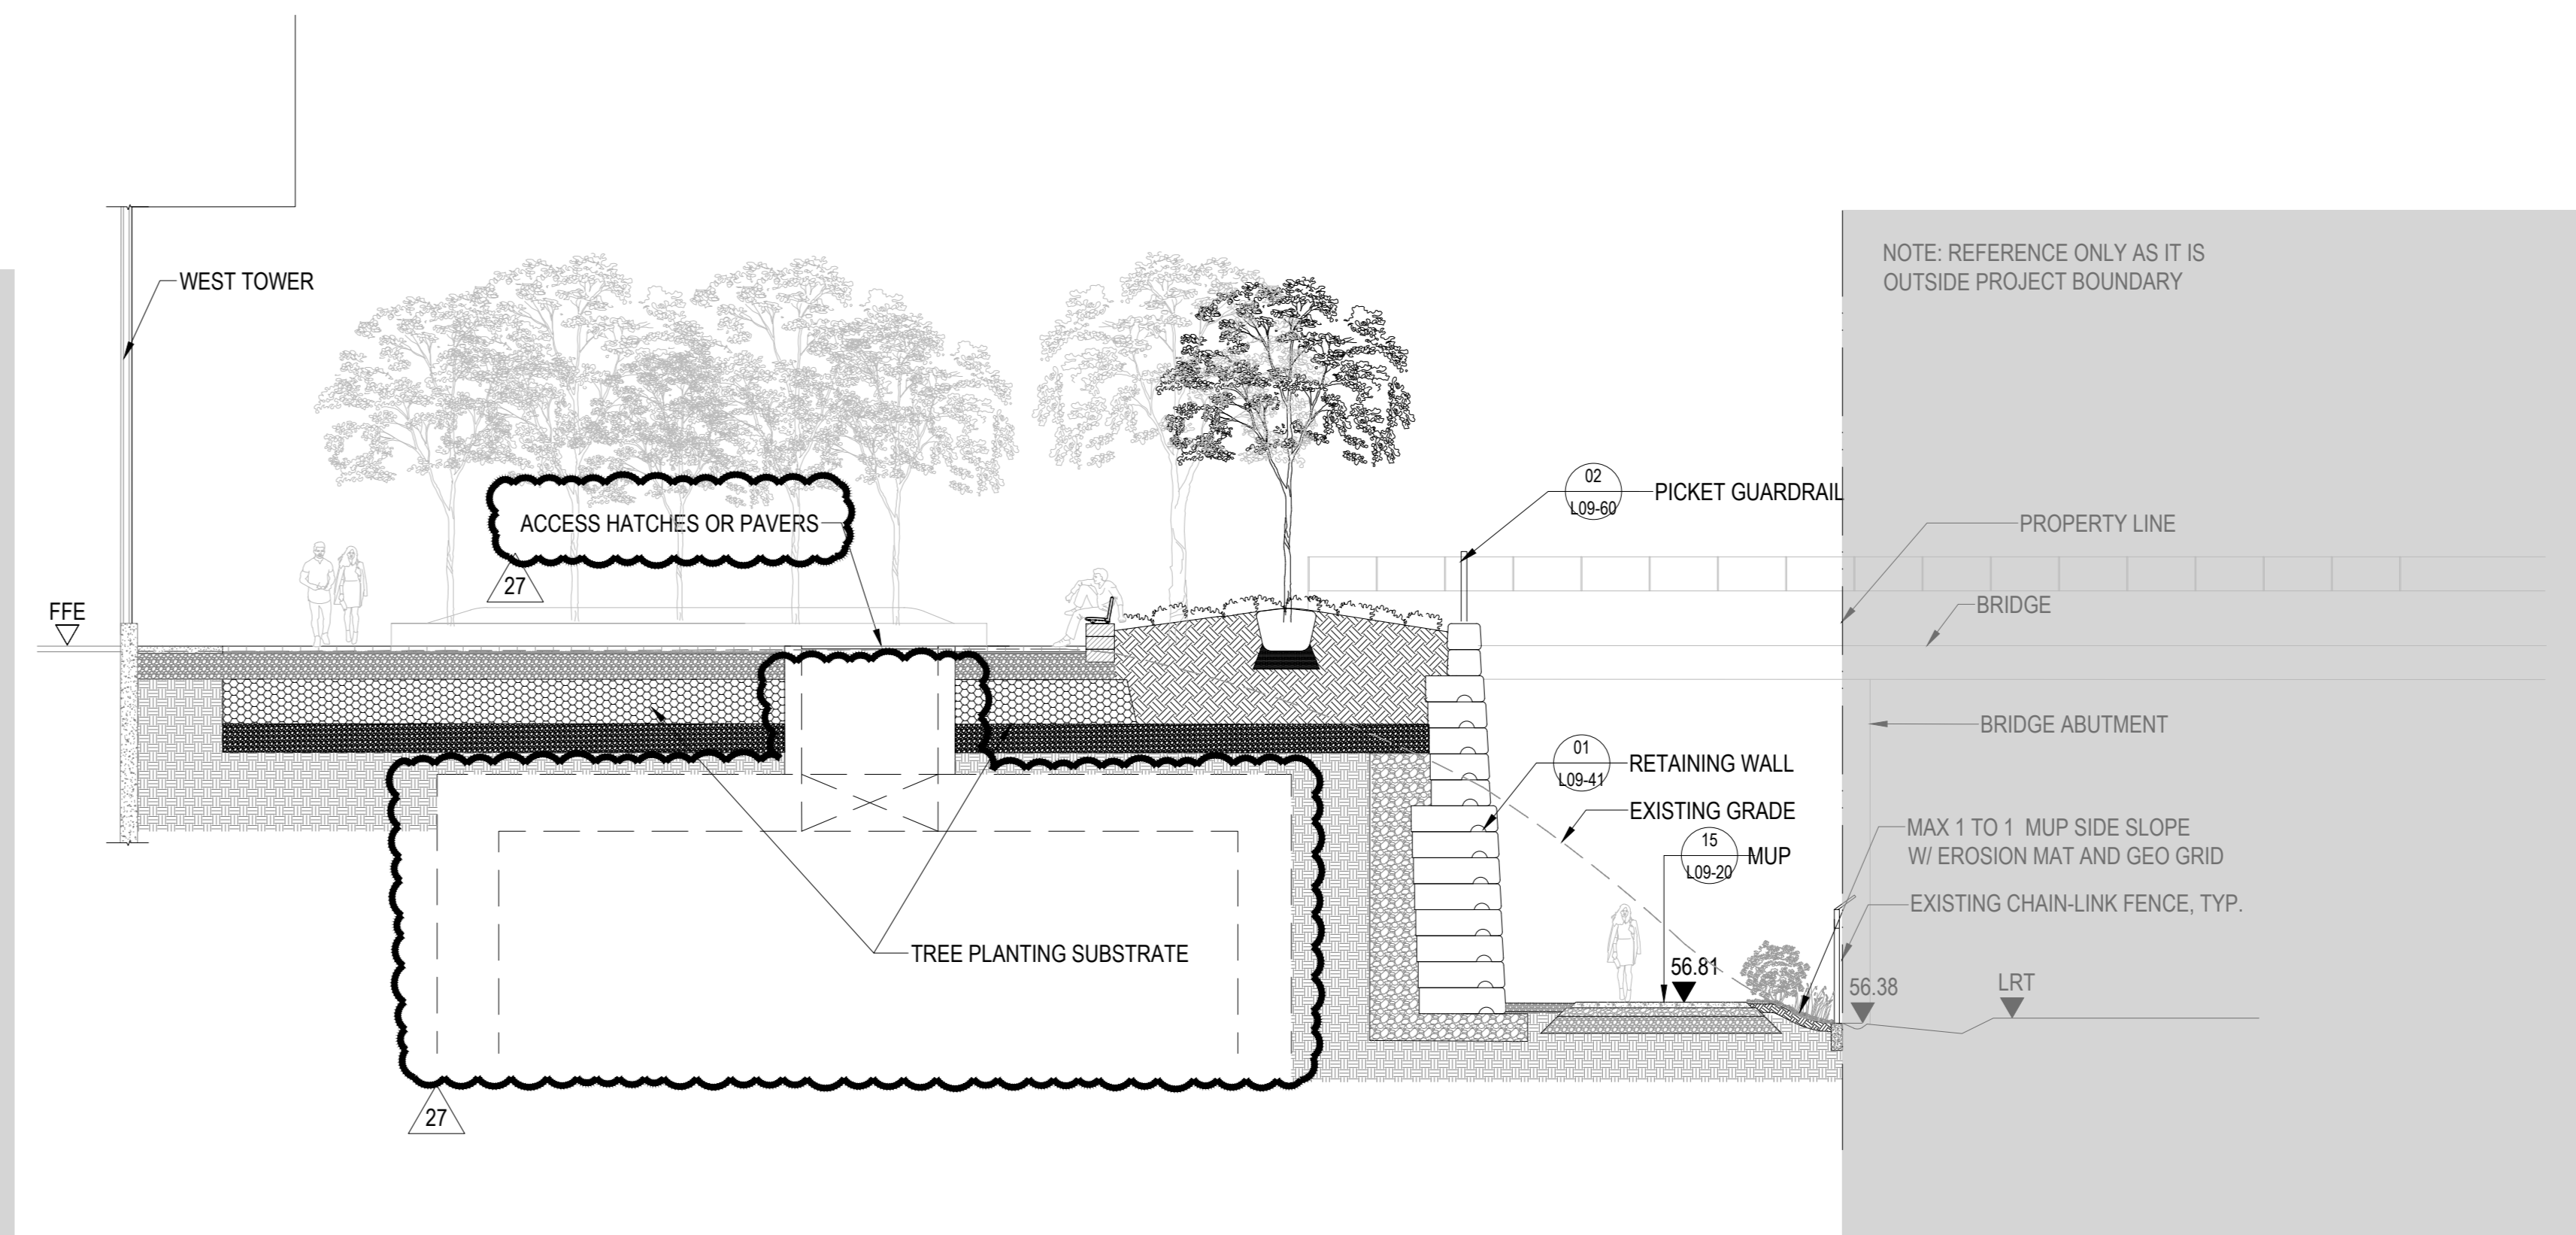 NOTE: REFERENCE ONLY AS IT IS
OUTSIDE PROJECT BOUNDARY
WEST TOWER
02
L09-60
PICKET GUARDRAIL
ACCESS HATCHES OR PAVERS
PROPERTY LINE
27
FFE
BRIDGE
BRIDGE ABUTMENT
01
L09-41
RETAINING WALL
EXISTING GRADE
MAX 1 TO 1 MUP SIDE SLOPE
W/ EROSION MAT AND GEO GRID
15
L09-20
MUP
EXISTING CHAIN-LINK FENCE, TYP.
TREE PLANTING SUBSTRATE
56.81
56.38
LRT
27